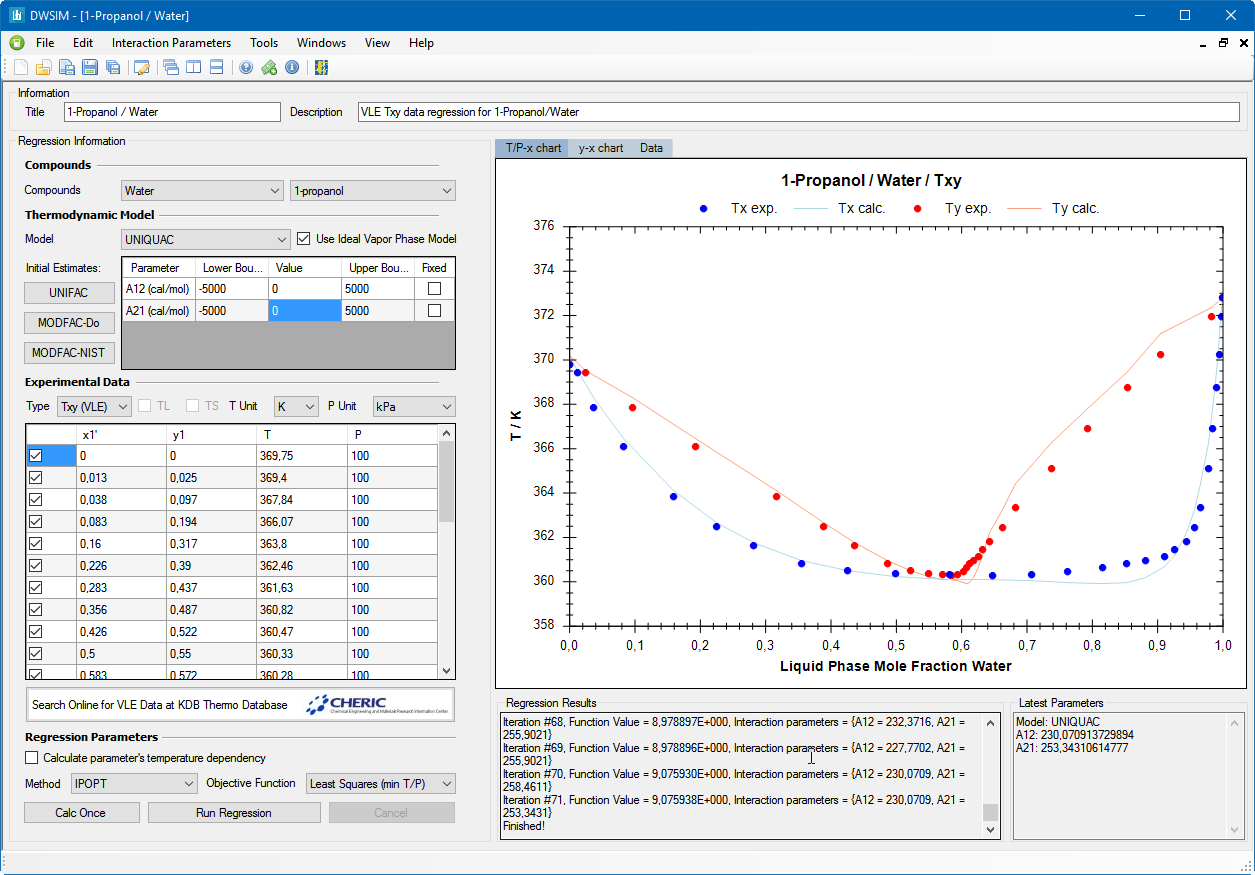 DWSIM - [1-Propanol / Water]
File Edit Interaction Parameters Tools Windows View Help
Information
Title 1-Propanol / Water Description VLE Txy data regression for 1-Propanol/Water
Regression Information
Compounds
Compounds Water 1-propanol
Thermodynamic Model
Model UNIQUAC Use Ideal Vapor Phase Model
Initial Estimates:
UNIFAC
MODFAC-Do
MODFAC-NIST
Parameter Lower Bou... Value Upper Bou... Fixed
A12 (cal/mol) -5000 0 5000
A21 (cal/mol) -5000 0 5000
Experimental Data
Type Txy (VLE) TL TS T Unit K P Unit kPa
x1' y1 T P
0 0 369,75 100
0,013 0,025 369,4 100
0,038 0,097 367,84 100
0,083 0,194 366,07 100
0,16 0,317 363,8 100
0,226 0,39 362,46 100
0,283 0,437 361,63 100
0,356 0,487 360,82 100
0,426 0,522 360,47 100
0,5 0,55 360,33 100
0,583 0,572 360,28 100
Search Online for VLE Data at KDB Thermo Database CHERIC
Chemical Engineering and Materials Research Information Center
Regression Parameters
Calculate parameter's temperature dependency
Method IPOPT Objective Function Least Squares (min T/P)
Calc Once Run Regression Cancel
T/P-x chart y-x chart Data
1-Propanol / Water / Txy
Tx exp. Tx calc. Ty exp. Ty calc.
376
374
372
370
368
366
364
362
360
358
T / K
0,0 0,1 0,2 0,3 0,4 0,5 0,6 0,7 0,8 0,9 1,0
Liquid Phase Mole Fraction Water
Regression Results
Iteration #68, Function Value = 8,978897E+000, Interaction parameters = {A12 = 232,3716, A21 =
255,9021}
Iteration #69, Function Value = 8,978896E+000, Interaction parameters = {A12 = 227,7702, A21 =
255,9021}
Iteration #70, Function Value = 9,075930E+000, Interaction parameters = {A12 = 230,0709, A21 =
258,4611}
Iteration #71, Function Value = 9,075938E+000, Interaction parameters = {A12 = 230,0709, A21 =
253,3431}
Finished!
Latest Parameters
Model: UNIQUAC
A12: 230,070913729894
A21: 253,34310614777